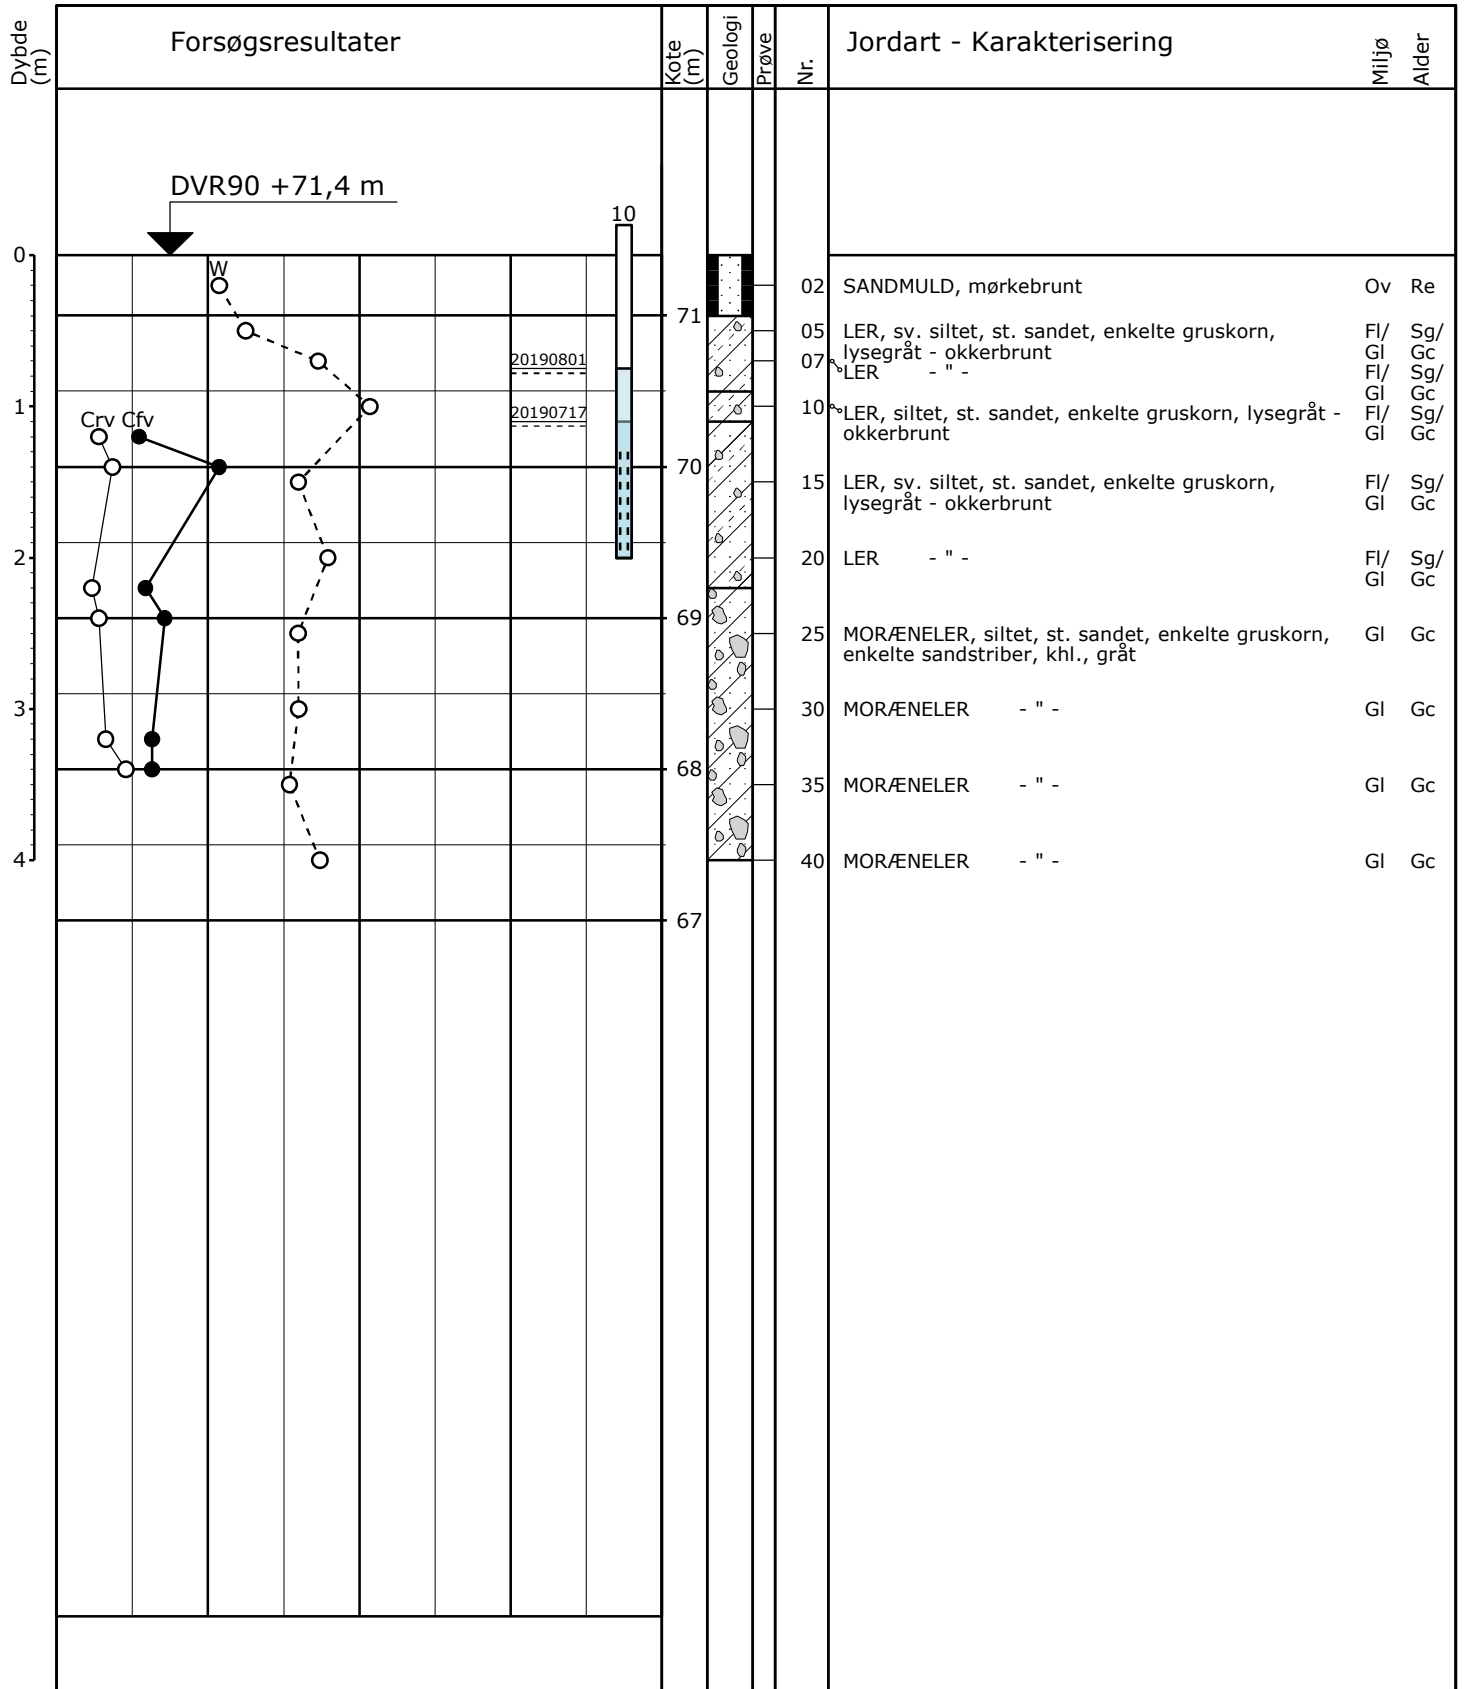 Dybde
(m)
Forsøgsresultater
Kote
(m)
Geologi
Prøve
Nr.
Jordart - Karakterisering
Miljø
Alder
DVR90 +71,4 m
10
0
W
02 SANDMULD, mørkebrunt Ov Re
71
05 LER, sv. siltet, st. sandet, enkelte gruskorn, Fl/ Sg/
lysegråt - okkerbrunt Gl Gc
20190801
07 LER - " - Fl/ Sg/
Gl Gc
1
20190717
Crv Cfv
10 LER, siltet, st. sandet, enkelte gruskorn, lysegråt - Fl/ Sg/
okkerbrunt Gl Gc
70
15 LER, sv. siltet, st. sandet, enkelte gruskorn, Fl/ Sg/
lysegråt - okkerbrunt Gl Gc
2
20 LER - " - Fl/ Sg/
Gl Gc
69
25 MORÆNELER, siltet, st. sandet, enkelte gruskorn, Gl Gc
enkelte sandstriber, khl., gråt
3
30 MORÆNELER - " - Gl Gc
68
35 MORÆNELER - " - Gl Gc
4
40 MORÆNELER - " - Gl Gc
67